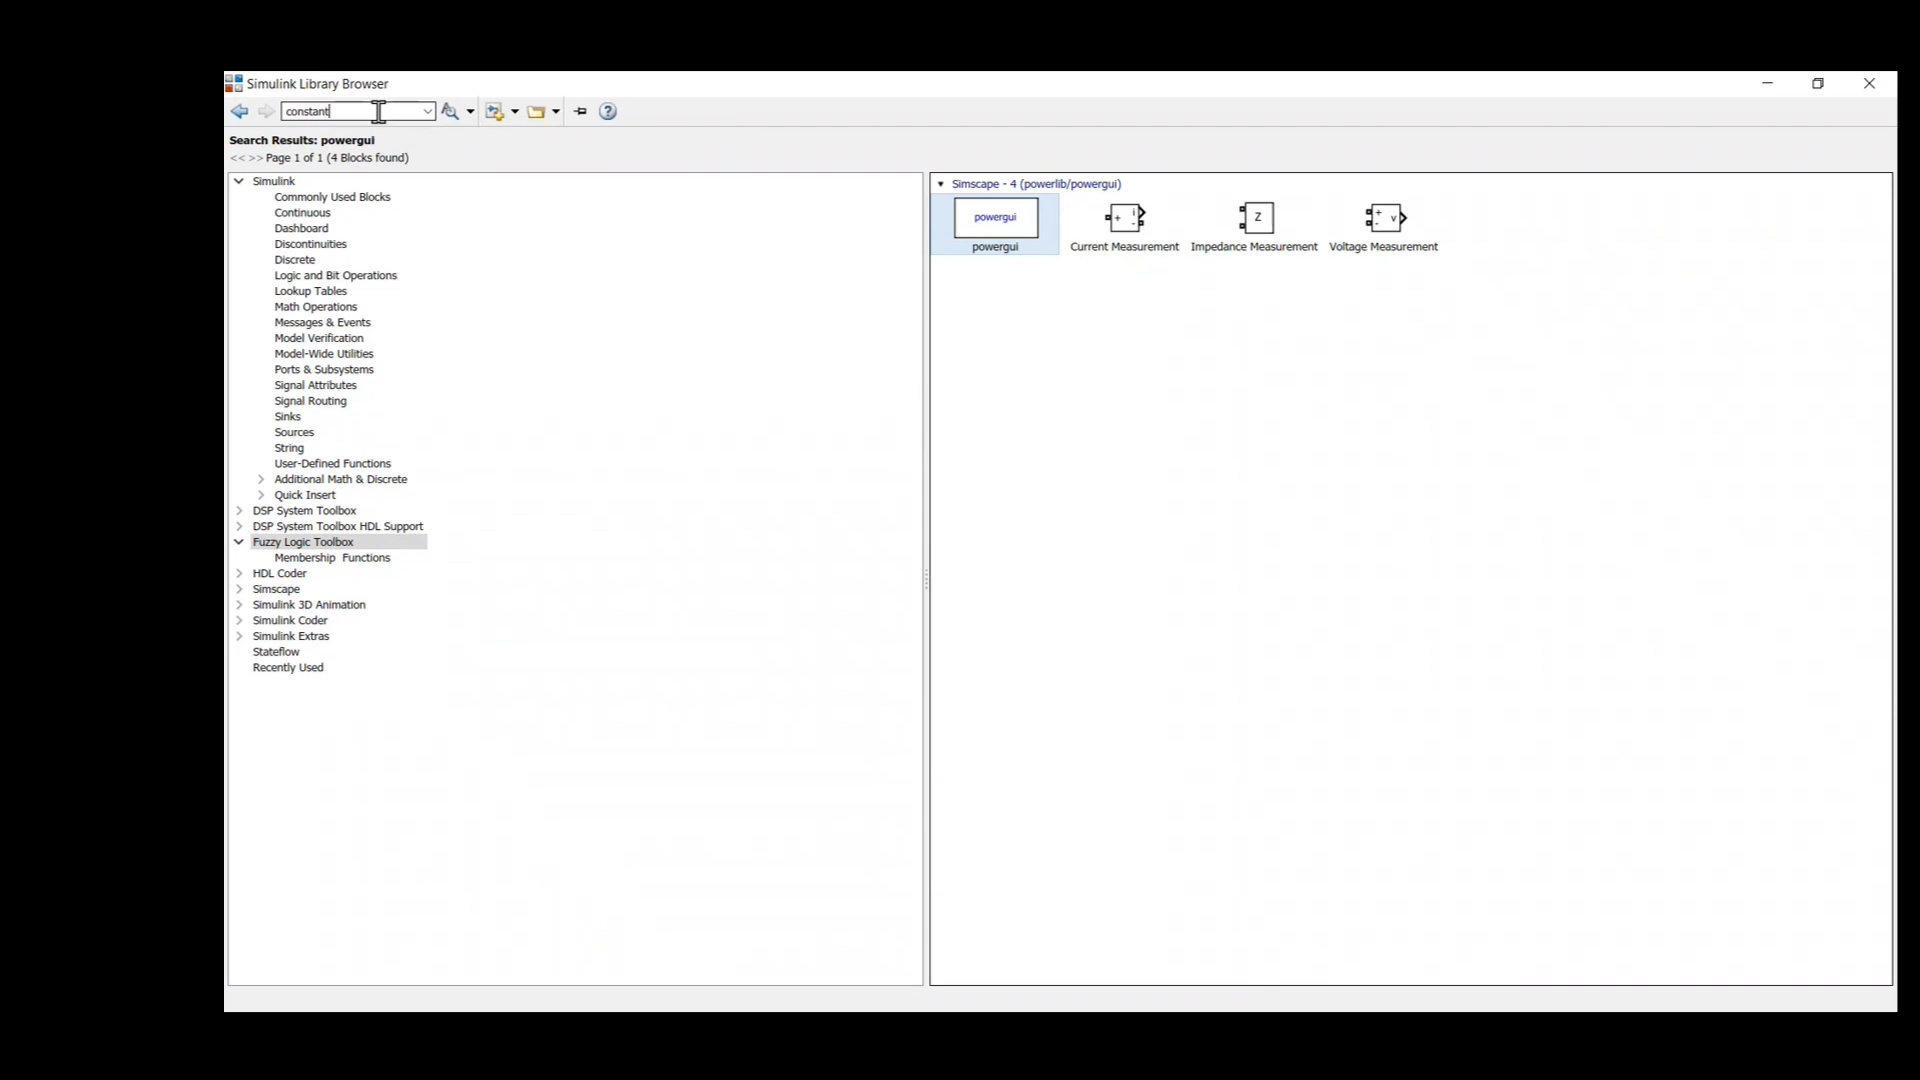 Simulink Library Browser
constant
Search Results: powergui
<< >> Page 1 of 1 (4 Blocks found)
Simulink
Commonly Used Blocks
Continuous
Dashboard
Discontinuities
Discrete
Logic and Bit Operations
Lookup Tables
Math Operations
Messages & Events
Model Verification
Model-Wide Utilities
Ports & Subsystems
Signal Attributes
Signal Routing
Sinks
Sources
String
User-Defined Functions
Additional Math & Discrete
Quick Insert
DSP System Toolbox
DSP System Toolbox HDL Support
Fuzzy Logic Toolbox
Membership Functions
HDL Coder
Simscape
Simulink 3D Animation
Simulink Coder
Simulink Extras
Stateflow
Recently Used
Simscape - 4 (powerlib/powergui)
powergui
+ i -
Z
+ - v
powergui
Current Measurement
Impedance Measurement
Voltage Measurement